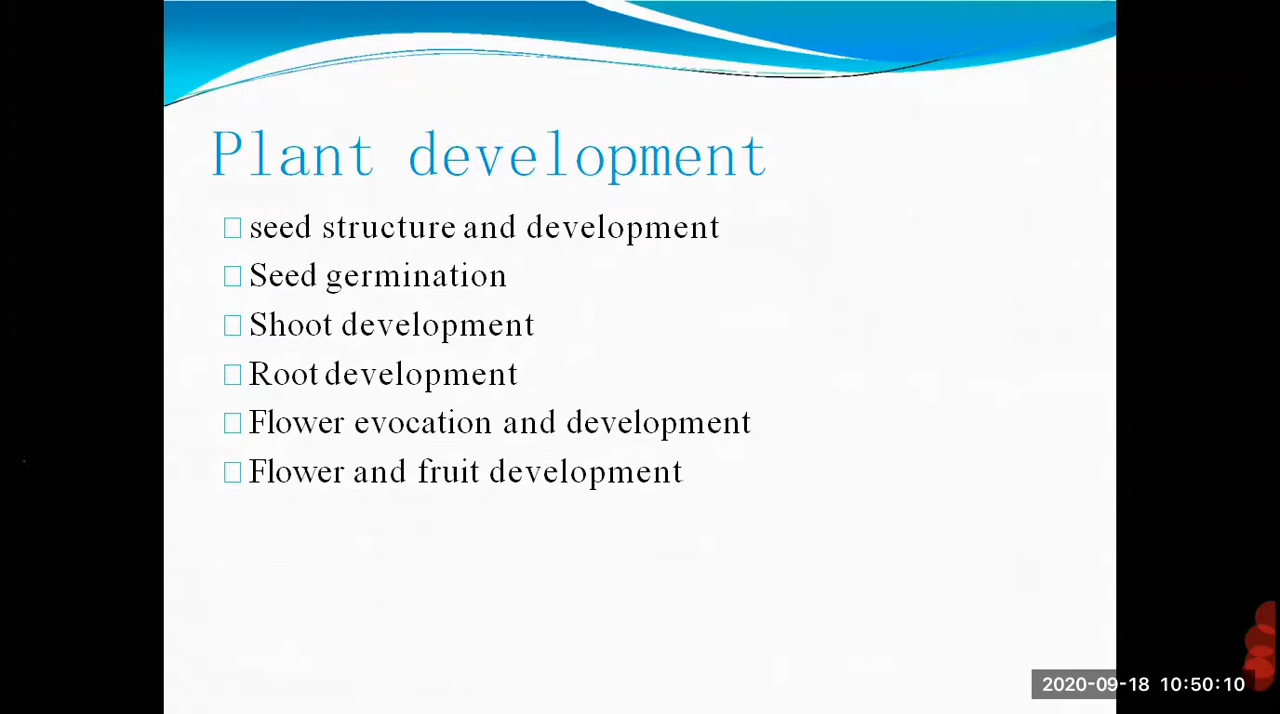 Plant development
seed structure and development
Seed germination
Shoot development
Root development
Flower evocation and development
Flower and fruit development
2020-09-18 10:50:10